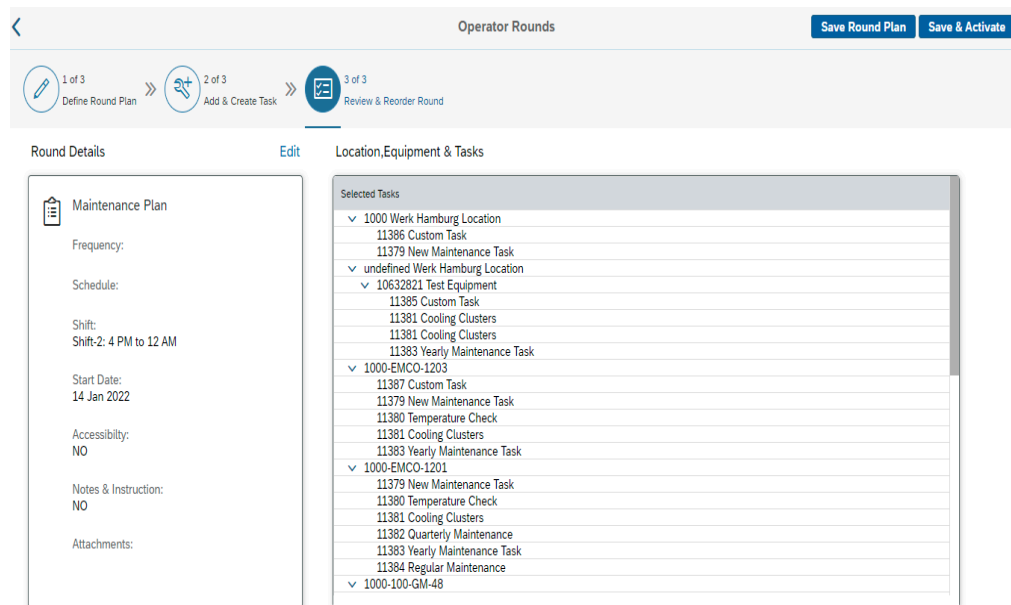 Operator Rounds
Save Round Plan
Save & Activate
1 of 3
Define Round Plan
2 of 3
Add & Create Task
3 of 3
Review & Reorder Round
Round Details
Edit
Maintenance Plan
Frequency:
Schedule:
Shift:
Shift-2: 4 PM to 12 AM
Start Date:
14 Jan 2022
Accessibilty:
NO
Notes & Instruction:
NO
Attachments:
Location,Equipment & Tasks
Selected Tasks
1000 Werk Hamburg Location
11386 Custom Task
11379 New Maintenance Task
undefined Werk Hamburg Location
10632821 Test Equipment
11385 Custom Task
11381 Cooling Clusters
11381 Cooling Clusters
11383 Yearly Maintenance Task
1000-EMCO-1203
11387 Custom Task
11379 New Maintenance Task
11380 Temperature Check
11381 Cooling Clusters
11383 Yearly Maintenance Task
1000-EMCO-1201
11379 New Maintenance Task
11380 Temperature Check
11381 Cooling Clusters
11382 Quarterly Maintenance
11383 Yearly Maintenance Task
11384 Regular Maintenance
1000-100-GM-48